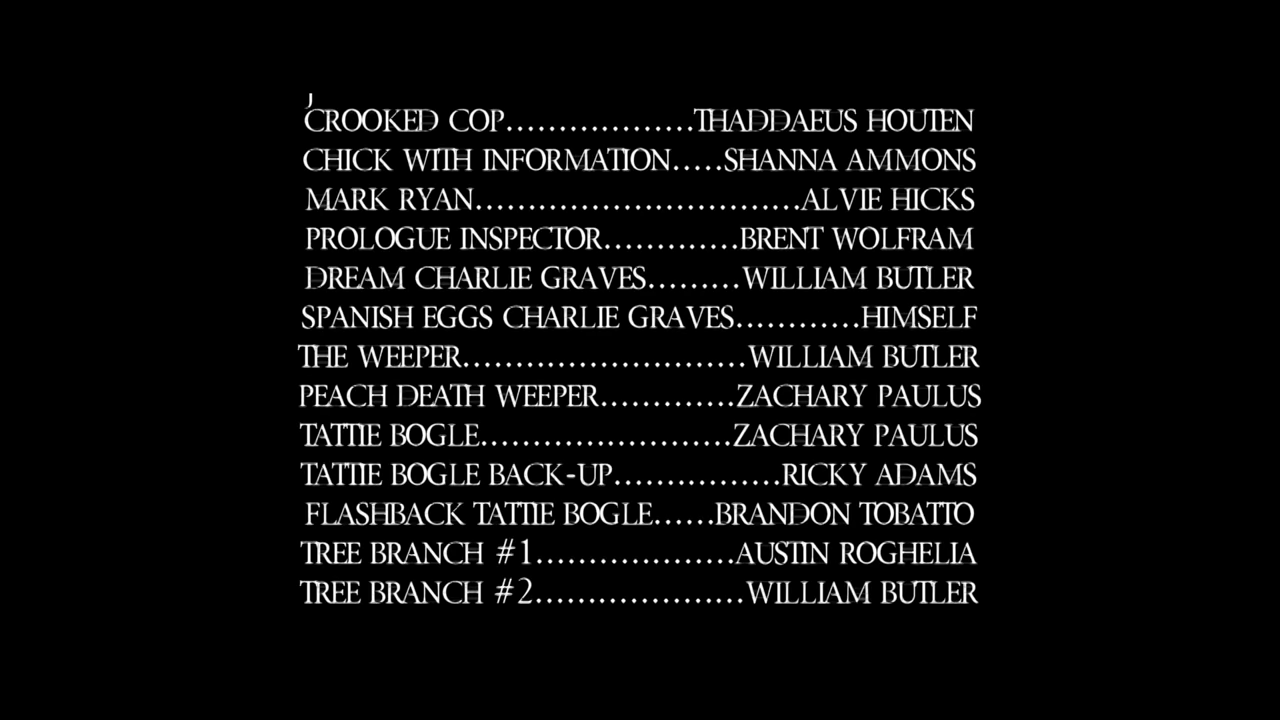 CROOKED COP..................THADDAEUS HOUTEN
CHICK WITH INFORMATION.....SHANNA AMMONS
MARK RYAN...............................ALVIE HICKS
PROLOGUE INSPECTOR.............BRENT WOLFRAM
DREAM CHARLIE GRAVES.........WILLIAM BUTLER
SPANISH EGGS CHARLIE GRAVES............HIMSELF
THE WEEPER...........................WILLIAM BUTLER
PEACH DEATH WEEPER.............ZACHARY PAULUS
TATTIE BOGLE........................ZACHARY PAULUS
TATTIE BOGLE BACK-UP................RICKY ADAMS
FLASHBACK TATTIE BOGLE......BRANDON TOBATTO
TREE BRANCH #1...................AUSTIN ROGHELIA
TREE BRANCH #2....................WILLIAM BUTLER